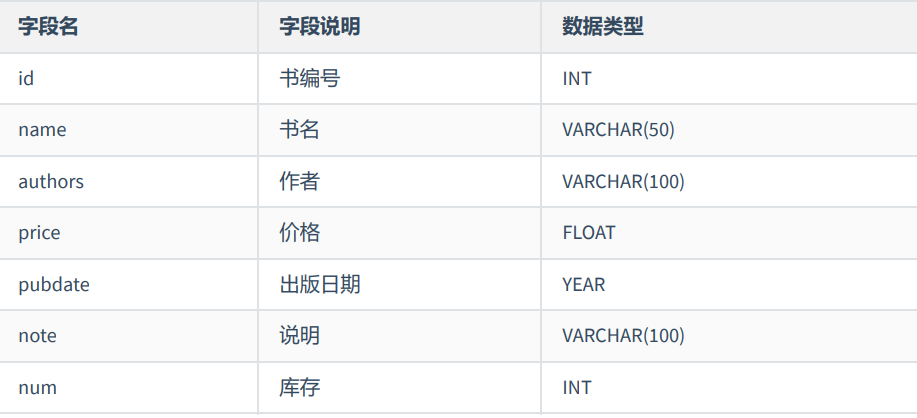 字段名 字段说明 数据类型
id 书编号 INT
name 书名 VARCHAR(50)
authors 作者 VARCHAR(100)
price 价格 FLOAT
pubdate 出版日期 YEAR
note 说明 VARCHAR(100)
num 库存 INT